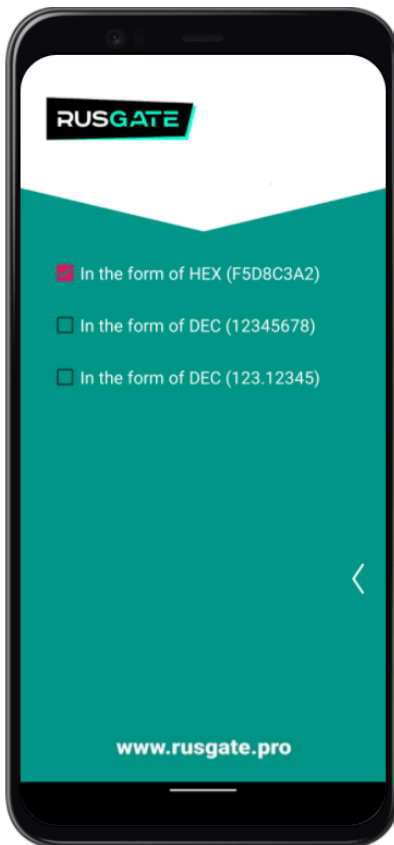 RUSGATE
In the form of HEX (F5D8C3A2)
In the form of DEC (12345678)
In the form of DEC (123.12345)
www.rusgate.pro